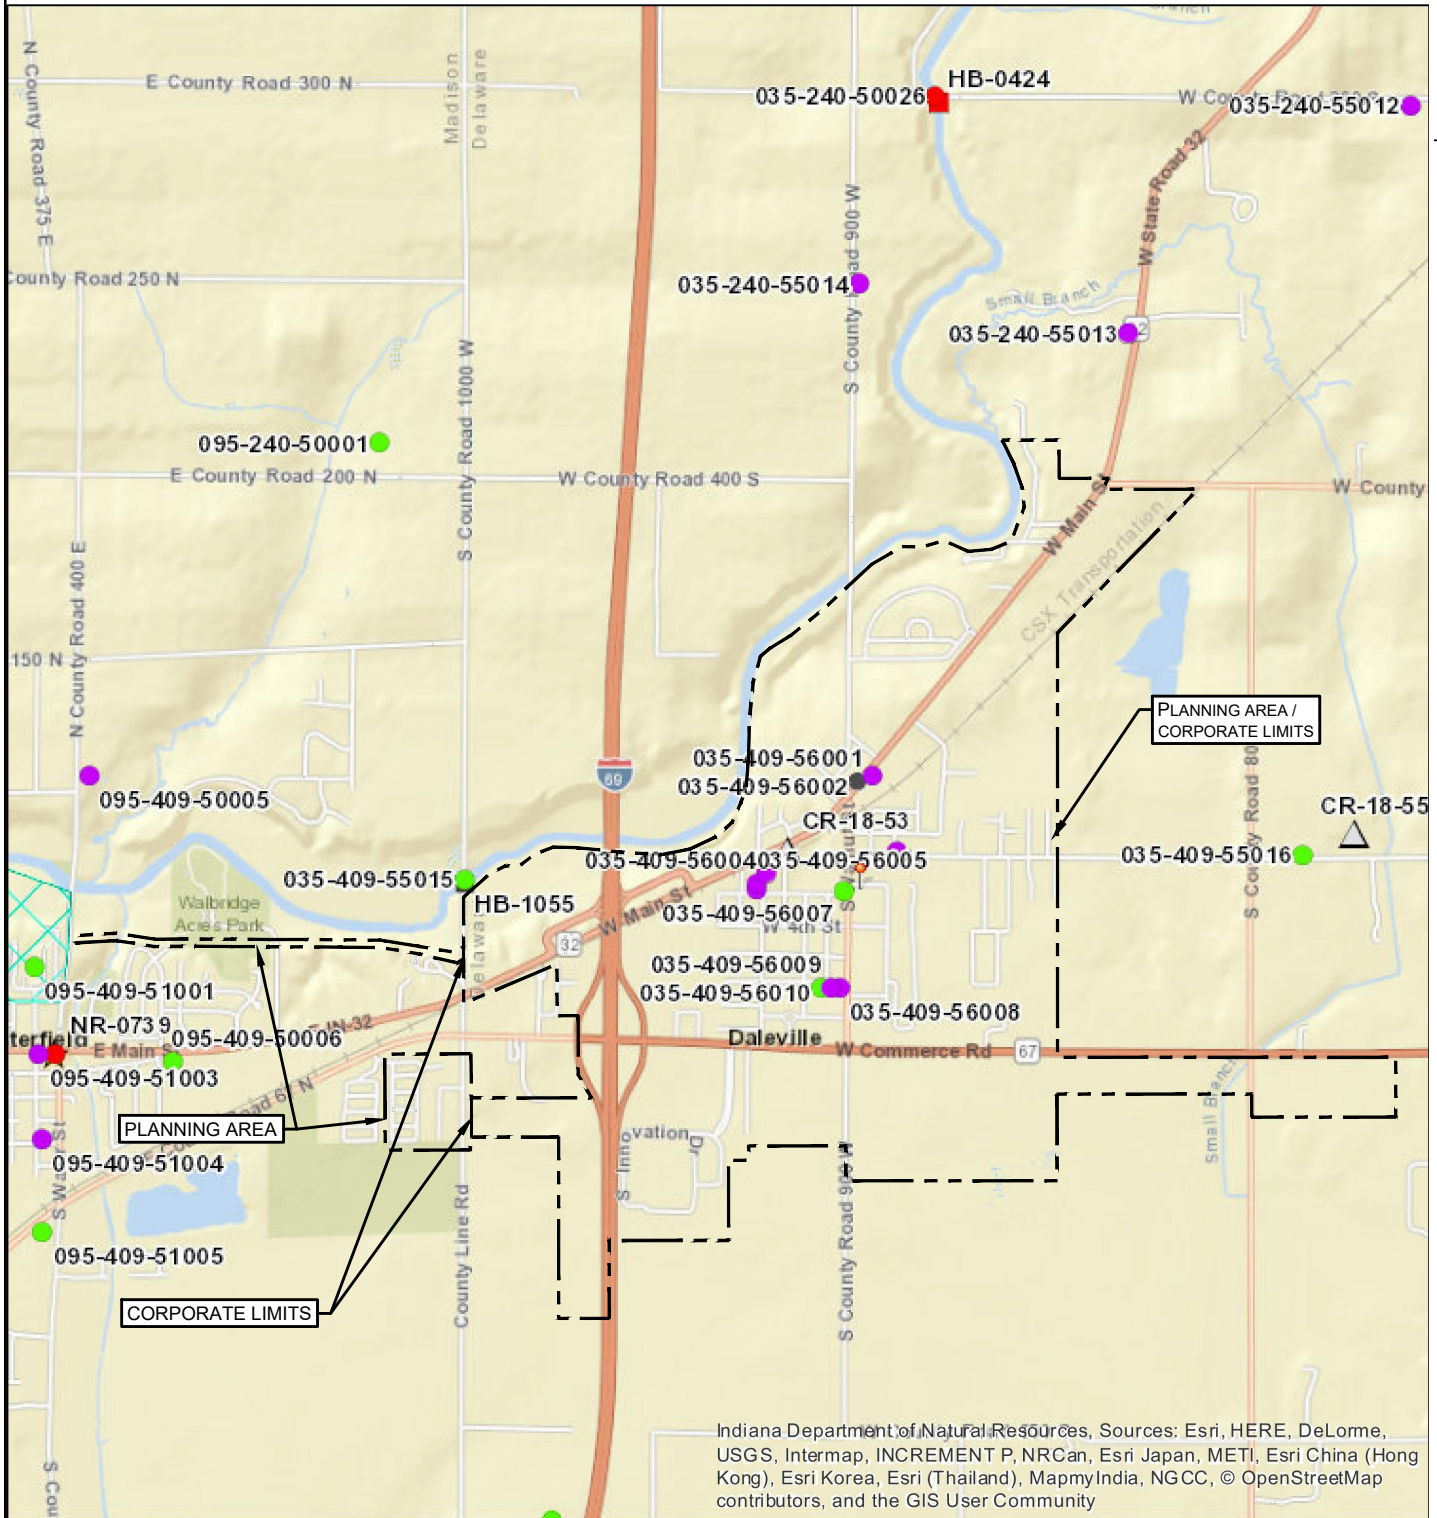 Branch
E County Road 300 N
Madison
Delaware
N County Road 375 E
HB-0424
035-240-50026
035-240-55012
W State Road 32
County Road 250 N
S County Road 900 W
035-240-55014
Small Branch
035-240-55013
S County Road 1000 W
095-240-50001
E County Road 200 N
W County Road 400 S
W County
W Main St
CSX Transportation
N County Road 400 E
150 N
PLANNING AREA /
CORPORATE LIMITS
69
035-409-56001
035-409-56002
095-409-50005
CR-18-53
CR-18-55
S County Road 80
035-409-56004
035-409-56005
035-409-55016
035-409-55015
HB-1055
Walbridge
Acres Park
W Main St
035-409-56007
W 4th St
32
035-409-56009
035-409-56010
035-409-56008
095-409-51001
NR-0739
095-409-50006
E Main S
095-409-51003
Daleville
W Commerce Rd
67
PLANNING AREA
S Innovation Dr
Small Branch
095-409-51004
S Water St
County Line Rd
S County Road 900 W
095-409-51005
CORPORATE LIMITS
S Cou
Indiana Department of Natural Resources, Sources: Esri, HERE, DeLorme,
USGS, Intermap, INCREMENT P, NRCan, Esri Japan, METI, Esri China (Hong
Kong), Esri Korea, Esri (Thailand), MapmyIndia, NGCC, © OpenStreetMap
contributors, and the GIS User Community